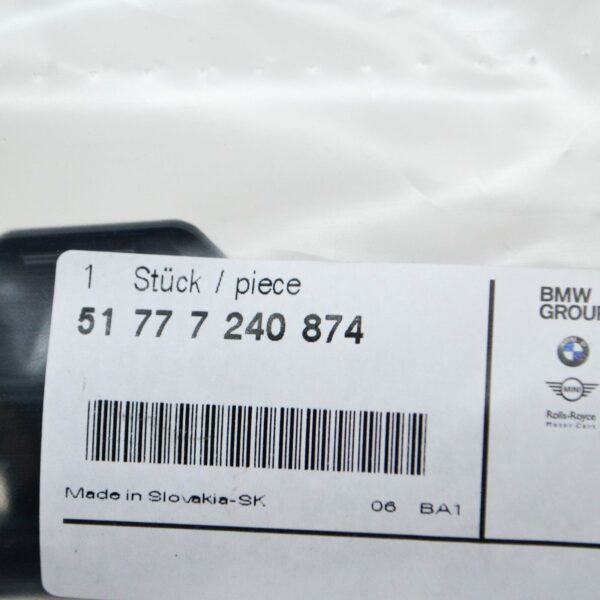 1 Stück / piece
51 77 7 240 874
Made in Slovakia-SK
06 BA1
BMW
GROUP
MINI
Rolls-Royce
Motor Cars